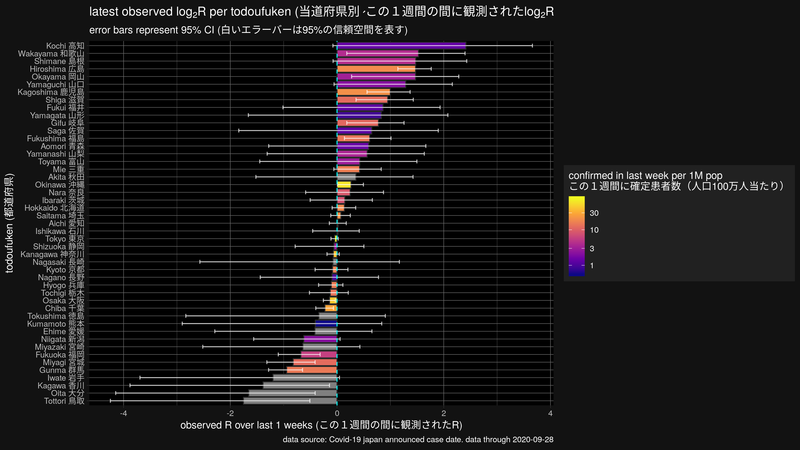 latest observed log₂R per todoufuken (当道府県別 この１週間の間に観測されたlog₂R
error bars represent 95% CI (白いエラーバーは95%の信頼空間を表す)
todoufuken (都道府県)
Kochi 高知
Wakayama 和歌山
Shimane 島根
Hiroshima 広島
Okayama 岡山
Yamaguchi 山口
Kagoshima 鹿児島
Shiga 滋賀
Fukui 福井
Yamagata 山形
Gifu 岐阜
Saga 佐賀
Fukushima 福島
Aomori 青森
Yamanashi 山梨
Toyama 富山
Mie 三重
Akita 秋田
Okinawa 沖縄
Nara 奈良
Ibaraki 茨城
Hokkaido 北海道
Saitama 埼玉
Aichi 愛知
Ishikawa 石川
Tokyo 東京
Shizuoka 静岡
Kanagawa 神奈川
Nagasaki 長崎
Kyoto 京都
Nagano 長野
Hyogo 兵庫
Tochigi 栃木
Osaka 大阪
Chiba 千葉
Tokushima 徳島
Kumamoto 熊本
Ehime 愛媛
Niigata 新潟
Miyazaki 宮崎
Fukuoka 福岡
Miyagi 宮城
Gunma 群馬
Iwate 岩手
Kagawa 香川
Oita 大分
Tottori 鳥取
-4 -2 0 2 4
observed R over last 1 weeks (この１週間の間に観測されたR)
data source: Covid-19 japan announced case date. data through 2020-09-28
confirmed in last week per 1M pop
この１週間に確定患者数（人口100万人当たり）
30
10
3
1